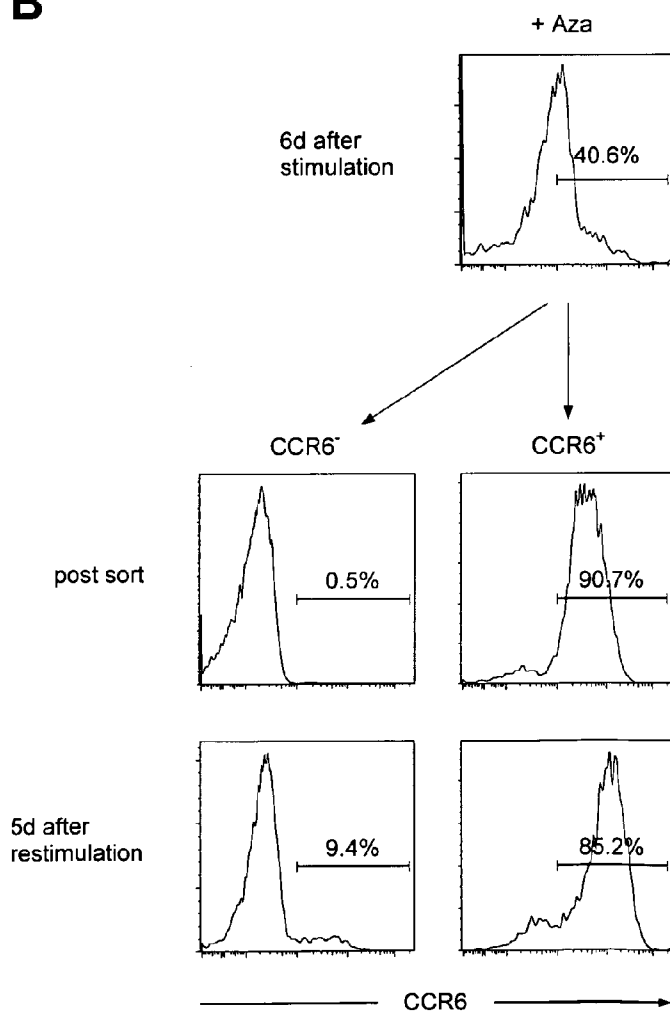 B
+ Aza
6d after
stimulation
40.6%
CCR6⁻
CCR6⁺
post sort
0.5%
90.7%
5d after
restimulation
9.4%
85.2%
CCR6